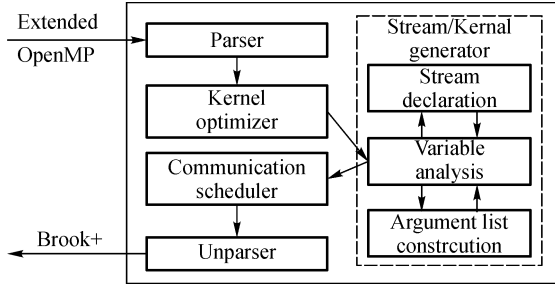 Extended
OpenMP
Parser
Kernel
optimizer
Communication
scheduler
Unparser
Brook+
Stream/Kernal
generator
Stream
declaration
Variable
analysis
Argument list
constrcution